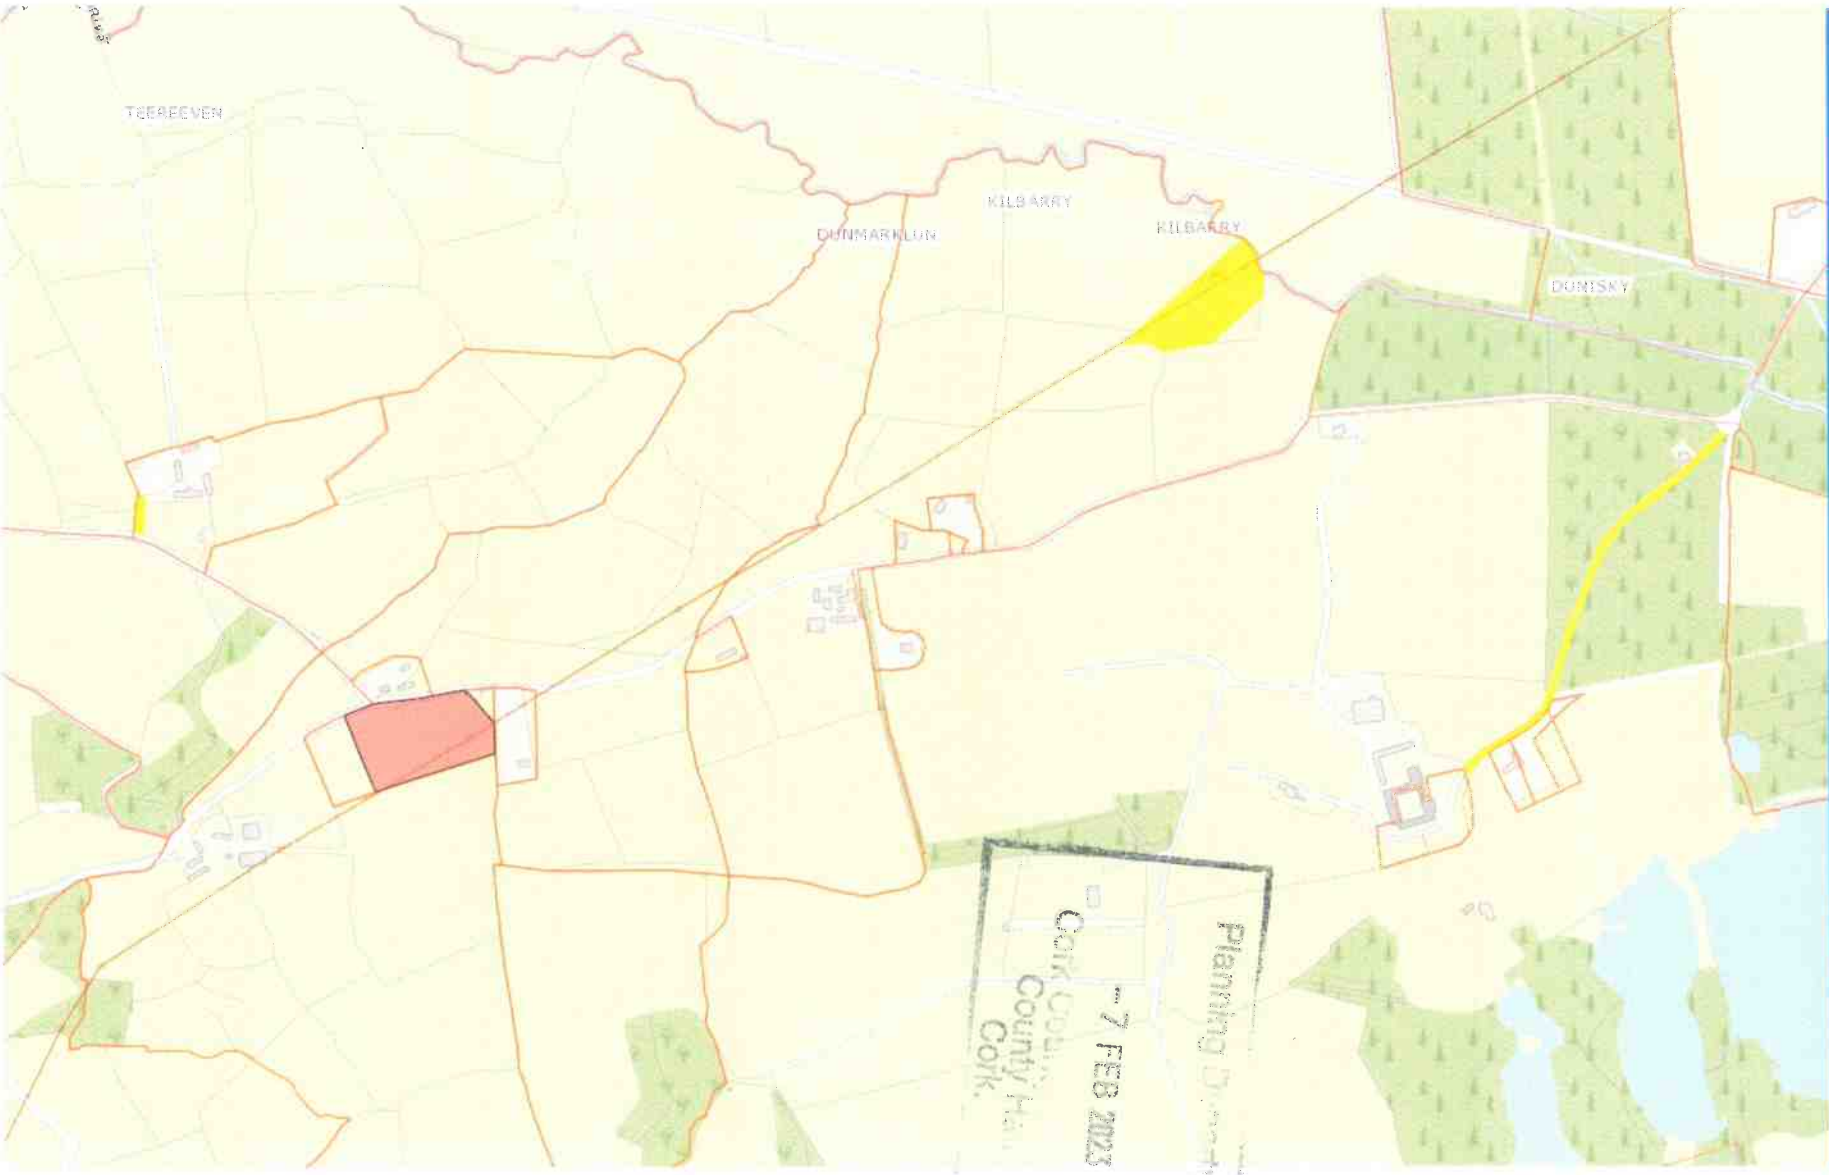 TEEREEVEN
KILBARRY
KILBARRY
DUNMARKLUN
DUNISKY
Planning
- 7 FEB 2023
Cork
County
Cork.